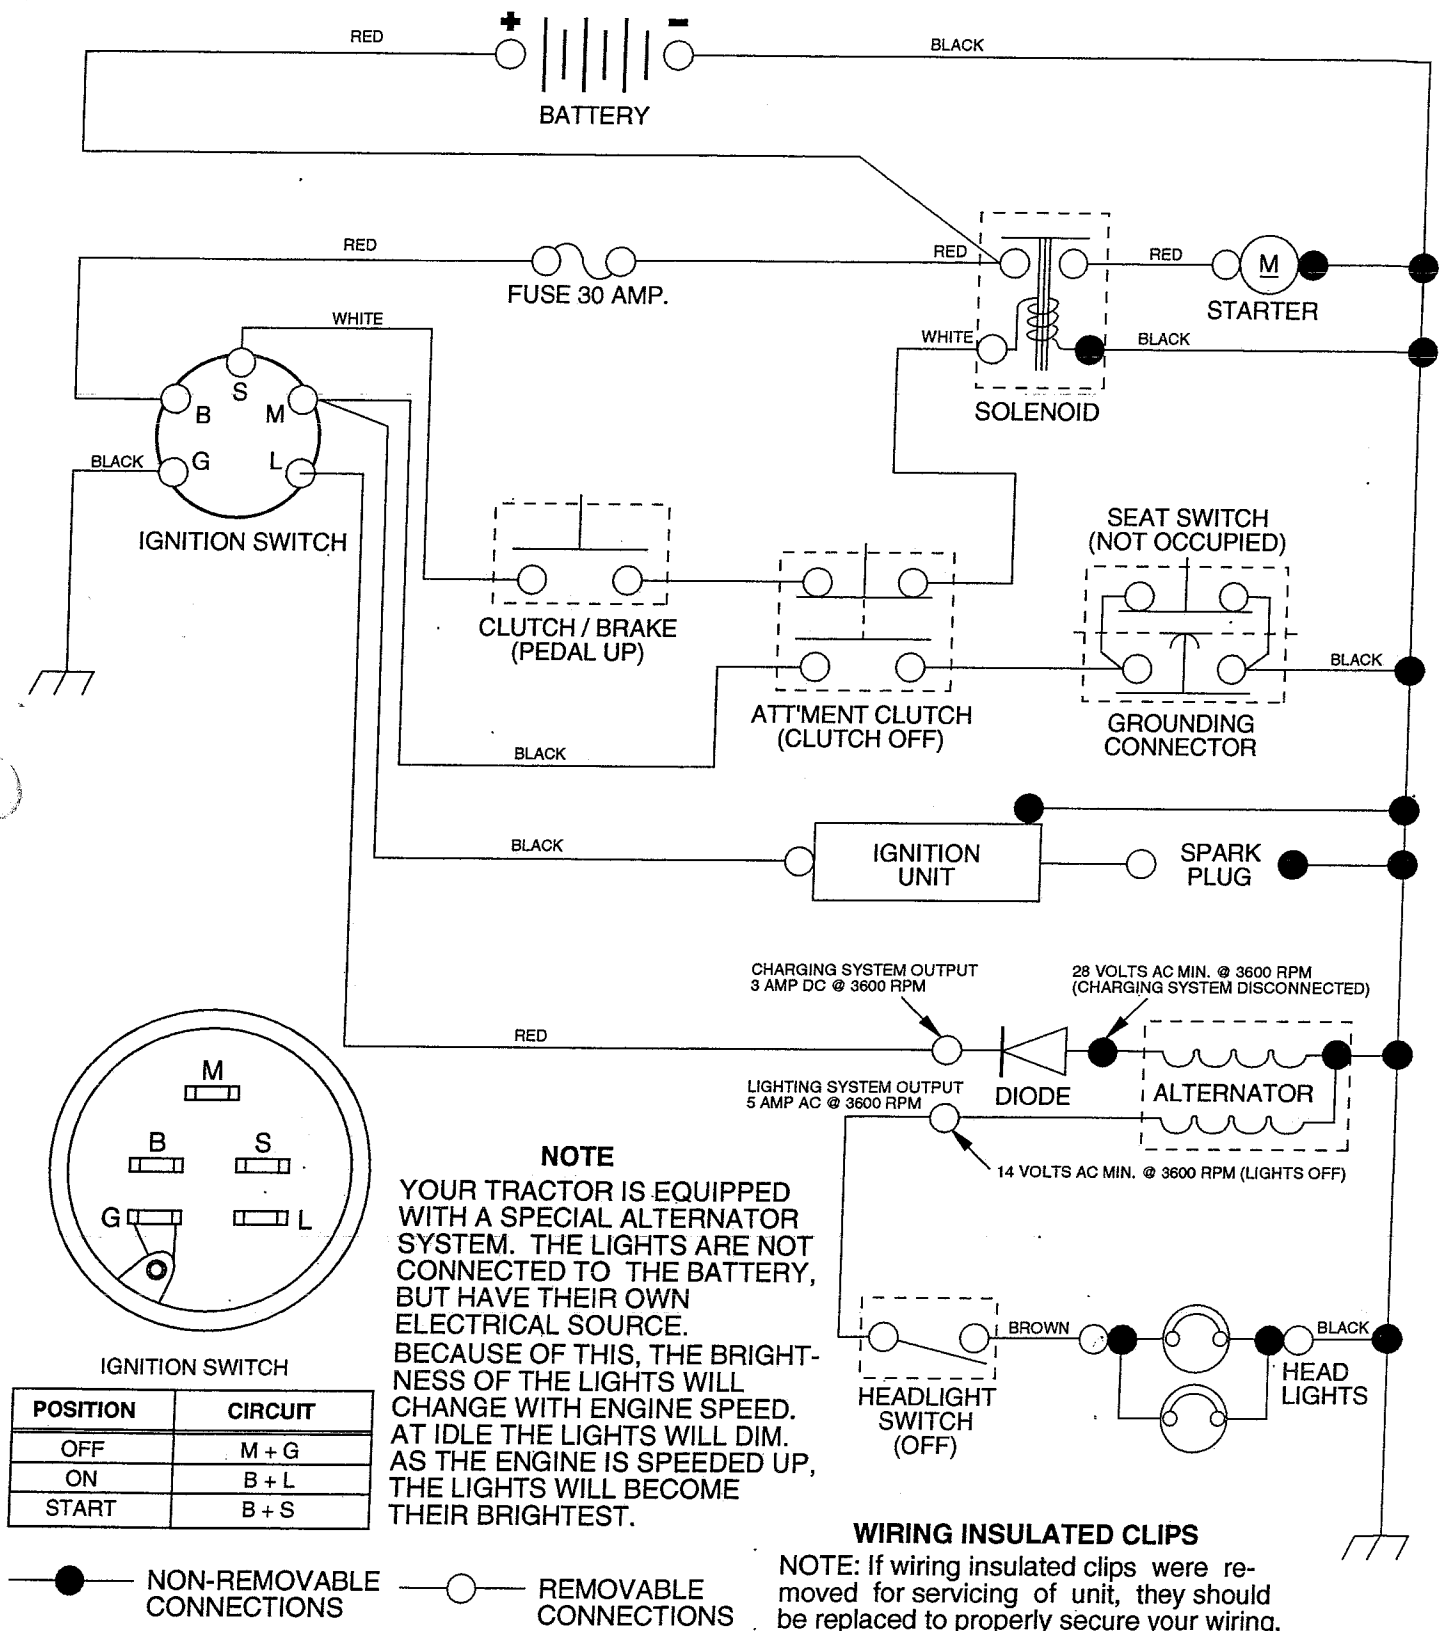 + -
RED
BLACK
BATTERY
RED
RED
RED
M
FUSE 30 AMP.
STARTER
WHITE
WHITE
BLACK
S
B
M
SOLENOID
G
L
BLACK
IGNITION SWITCH
SEAT SWITCH
(NOT OCCUPIED)
CLUTCH / BRAKE
(PEDAL UP)
BLACK
ATT'MENT CLUTCH
(CLUTCH OFF)
GROUNDING
CONNECTOR
BLACK
BLACK
IGNITION
UNIT
SPARK
PLUG
CHARGING SYSTEM OUTPUT
3 AMP DC @ 3600 RPM
28 VOLTS AC MIN. @ 3600 RPM
(CHARGING SYSTEM DISCONNECTED)
RED
DIODE
ALTERNATOR
LIGHTING SYSTEM OUTPUT
5 AMP AC @ 3600 RPM
14 VOLTS AC MIN. @ 3600 RPM (LIGHTS OFF)
M
B
S
G
L
IGNITION SWITCH
POSITION CIRCUIT
OFF M + G
ON B + L
START B + S
NOTE
YOUR TRACTOR IS EQUIPPED
WITH A SPECIAL ALTERNATOR
SYSTEM. THE LIGHTS ARE NOT
CONNECTED TO THE BATTERY,
BUT HAVE THEIR OWN
ELECTRICAL SOURCE.
BECAUSE OF THIS, THE BRIGHT-
NESS OF THE LIGHTS WILL
CHANGE WITH ENGINE SPEED.
AT IDLE THE LIGHTS WILL DIM.
AS THE ENGINE IS SPEEDED UP,
THE LIGHTS WILL BECOME
THEIR BRIGHTEST.
BROWN
BLACK
HEADLIGHT
SWITCH
(OFF)
HEAD
LIGHTS
WIRING INSULATED CLIPS
NOTE: If wiring insulated clips were re-
moved for servicing of unit, they should
be replaced to properly secure your wiring.
NON-REMOVABLE
CONNECTIONS
REMOVABLE
CONNECTIONS